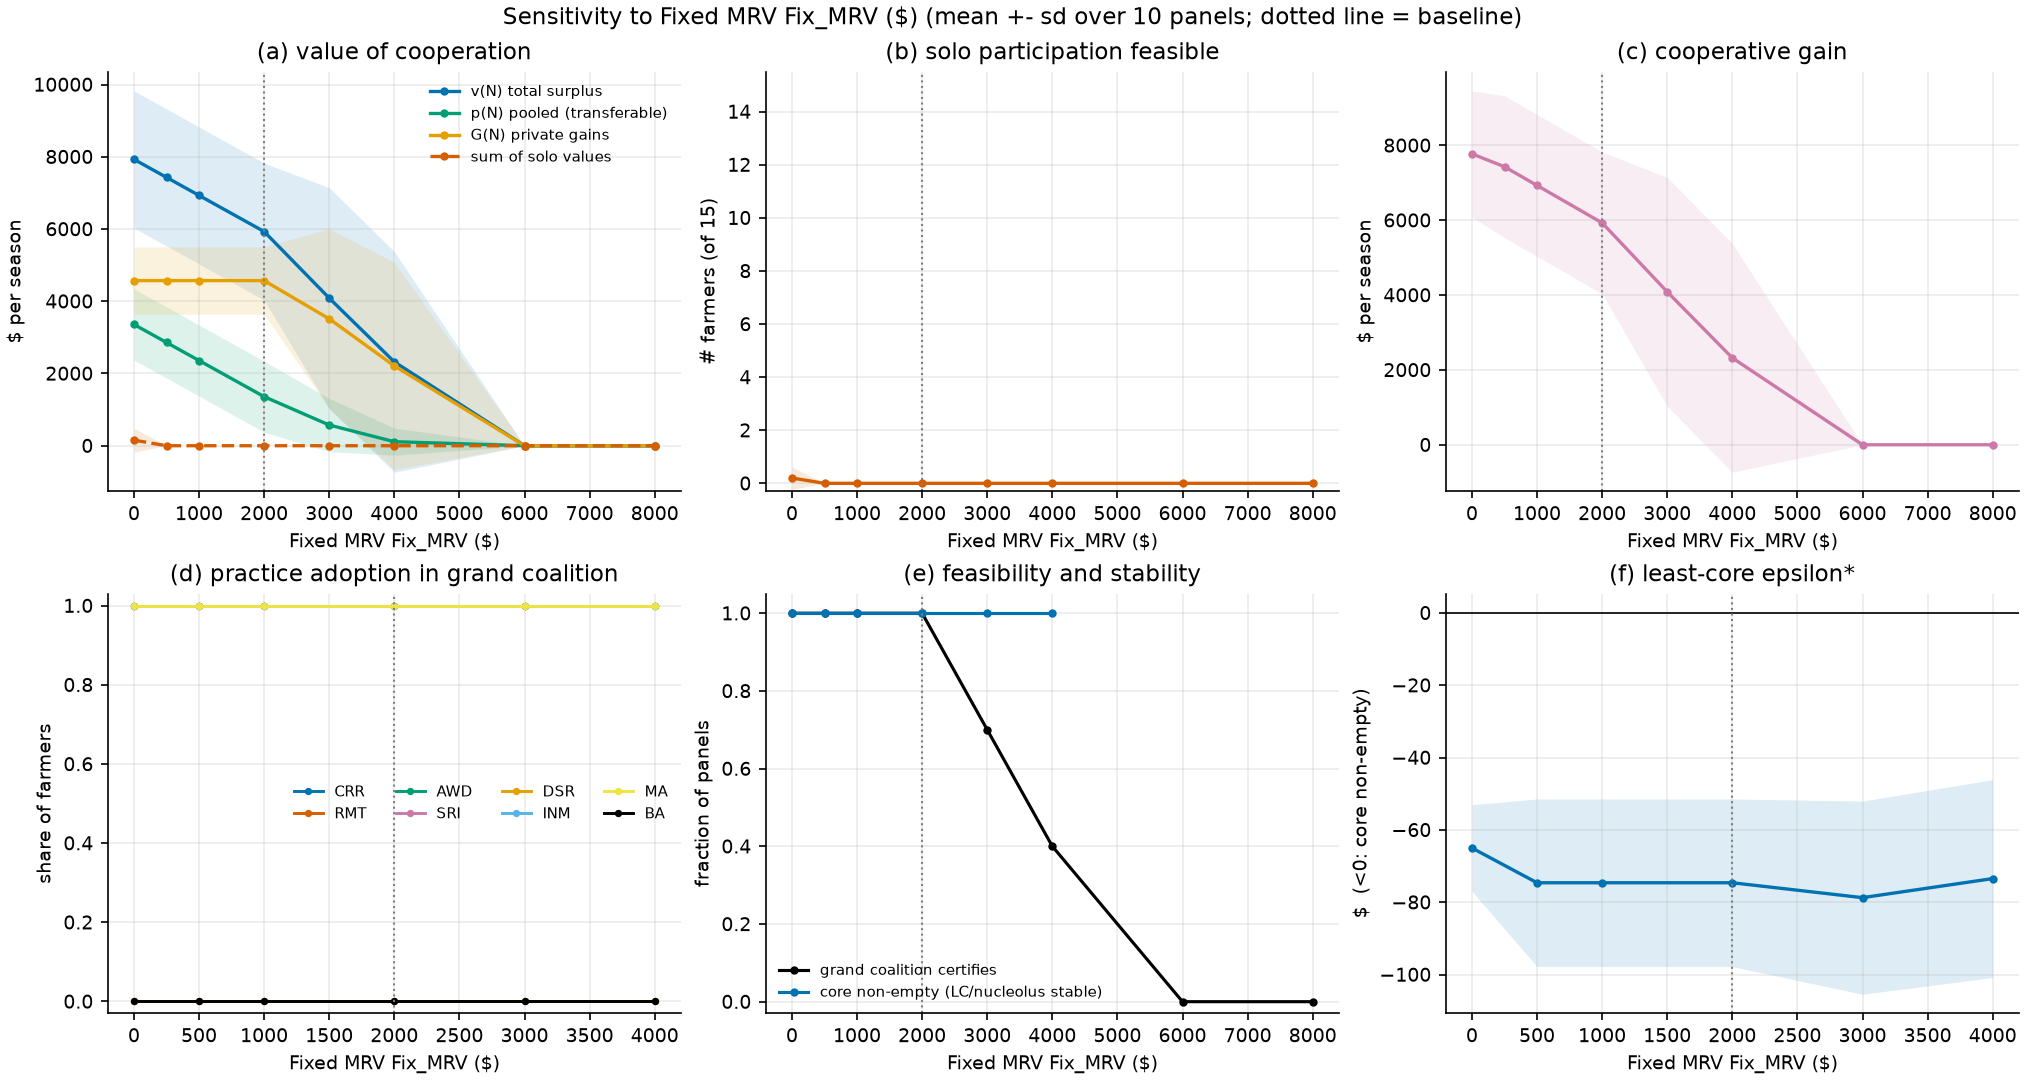 Sensitivity to Fixed MRV Fix_MRV ($) (mean +- sd over 10 panels; dotted line = baseline)
(a) value of cooperation
$ per season
10000
8000
6000
4000
2000
0
v(N) total surplus
p(N) pooled (transferable)
G(N) private gains
sum of solo values
0 1000 2000 3000 4000 5000 6000 7000 8000
Fixed MRV Fix_MRV ($)
(b) solo participation feasible
# farmers (of 15)
14
12
10
8
6
4
2
0
0 1000 2000 3000 4000 5000 6000 7000 8000
Fixed MRV Fix_MRV ($)
(c) cooperative gain
$ per season
8000
6000
4000
2000
0
0 1000 2000 3000 4000 5000 6000 7000 8000
Fixed MRV Fix_MRV ($)
(d) practice adoption in grand coalition
share of farmers
1.0
0.8
0.6
0.4
0.2
0.0
CRR AWD DSR MA
RMT SRI INM BA
0 500 1000 1500 2000 2500 3000 3500 4000
Fixed MRV Fix_MRV ($)
(e) feasibility and stability
fraction of panels
1.0
0.8
0.6
0.4
0.2
0.0
grand coalition certifies
core non-empty (LC/nucleolus stable)
0 1000 2000 3000 4000 5000 6000 7000 8000
Fixed MRV Fix_MRV ($)
(f) least-core epsilon*
$ (<0: core non-empty)
0
−20
−40
−60
−80
−100
0 500 1000 1500 2000 2500 3000 3500 4000
Fixed MRV Fix_MRV ($)